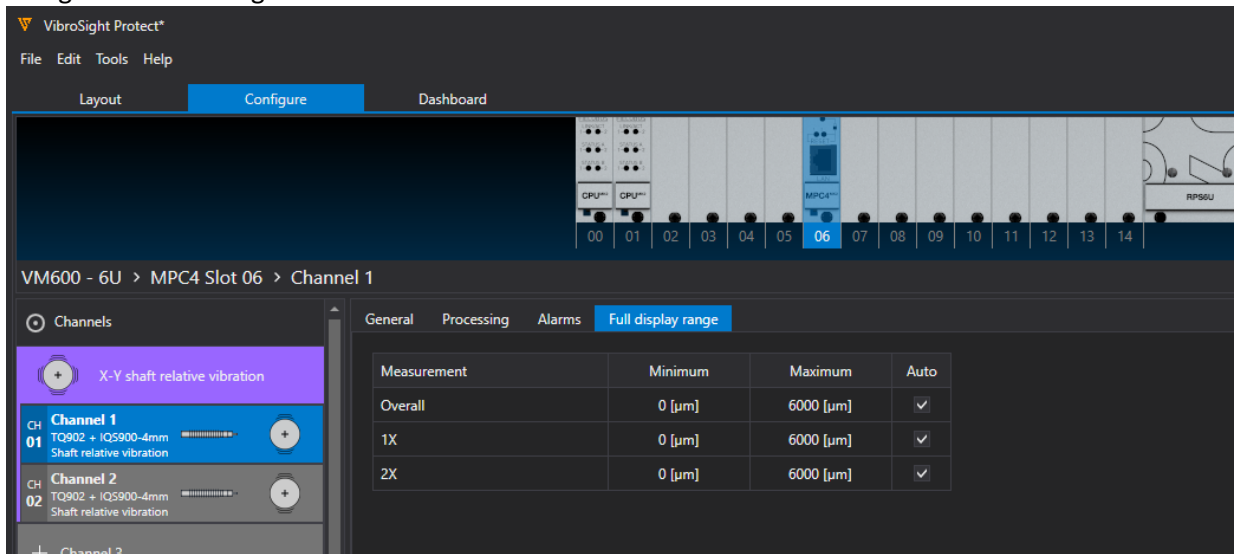 VibroSight Protect*
File Edit Tools Help
Layout Configure Dashboard
CPU CPU MPC4 RPS6U
LAN
00 01 02 03 04 05 06 07 08 09 10 11 12 13 14
VM600 - 6U > MPC4 Slot 06 > Channel 1
Channels
General Processing Alarms Full display range
X-Y shaft relative vibration
CH 01 Channel 1
TQ902 + IQS900-4mm
Shaft relative vibration
CH 02 Channel 2
TQ902 + IQS900-4mm
Shaft relative vibration
Measurement Minimum Maximum Auto
Overall 0 [µm] 6000 [µm]
1X 0 [µm] 6000 [µm]
2X 0 [µm] 6000 [µm]
Channel 3